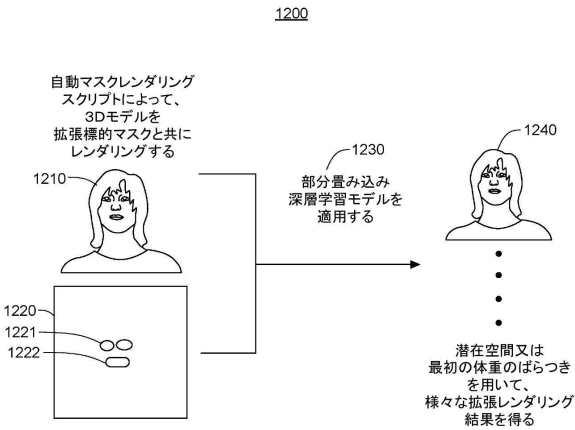 1200
自動マスクレンダリング
スクリプトによって、
3Dモデルを
拡張標的マスクと共に
レンダリングする
1210
1220
1221
1222
1230
部分畳み込み
深層学習モデルを
適用する
1240
潜在空間又は
最初の体重のばらつき
を用いて、
様々な拡張レンダリング
結果を得る